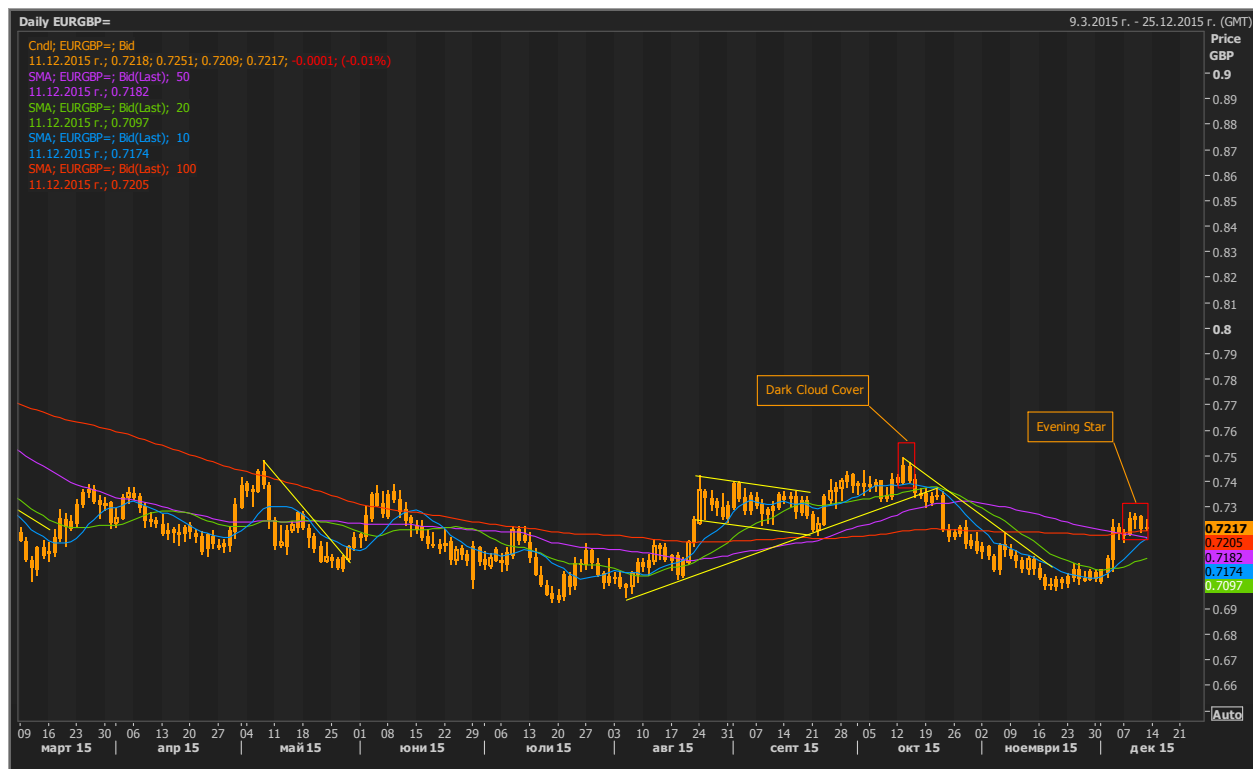 Daily EURGBP=
9.3.2015 г. - 25.12.2015 г. (GMT)
Cndl; EURGBP=; Bid
11.12.2015 г.; 0.7218; 0.7251; 0.7209; 0.7217; -0.0001; (-0.01%)
SMA; EURGBP=; Bid(Last); 50
11.12.2015 г.; 0.7182
SMA; EURGBP=; Bid(Last); 20
11.12.2015 г.; 0.7097
SMA; EURGBP=; Bid(Last); 10
11.12.2015 г.; 0.7174
SMA; EURGBP=; Bid(Last); 100
11.12.2015 г.; 0.7205
Price
GBP
0.9
0.89
0.88
0.87
0.86
0.85
0.84
0.83
0.82
0.81
0.8
0.79
0.78
0.77
0.76
0.75
0.74
0.73
0.7217
0.7205
0.7182
0.7174
0.7097
0.69
0.68
0.67
0.66
Auto
Dark Cloud Cover
Evening Star
09 16 23 30 06 13 20 27 04 11 18 25 01 08 15 22 29 06 13 20 27 03 10 17 24 31 07 14 21 28 05 12 19 26 02 09 16 23 30 07 14 21
март 15 апр 15 май 15 юни 15 юли 15 авг 15 септ 15 окт 15 ноември 15 дек 15